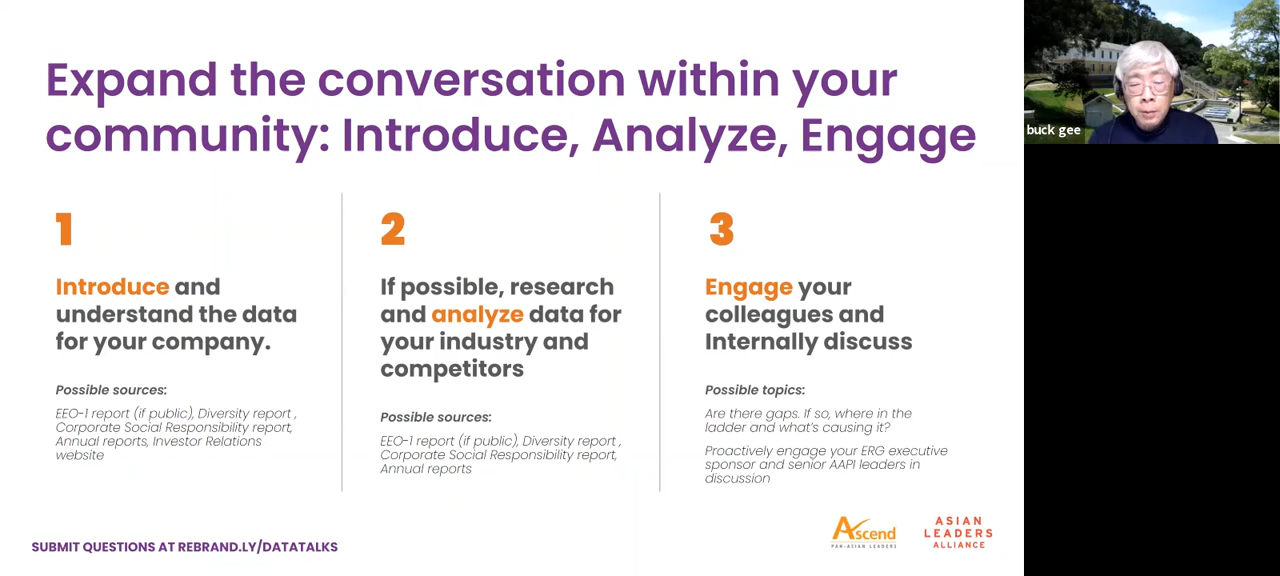 Expand the conversation within your
community: Introduce, Analyze, Engage
1
Introduce and
understand the data
for your company.
Possible sources:
EEO-1 report (if public), Diversity report ,
Corporate Social Responsibility report,
Annual reports, Investor Relations
website
2
If possible, research
and analyze data for
your industry and
competitors
Possible sources:
EEO-1 report (if public), Diversity report ,
Corporate Social Responsibility report,
Annual reports
3
Engage your
colleagues and
Internally discuss
Possible topics:
Are there gaps. If so, where in the
ladder and what's causing it?
Proactively engage your ERG executive
sponsor and senior AAPI leaders in
discussion
SUBMIT QUESTIONS AT REBRAND.LY/DATATALKS
Ascend
PAN-ASIAN LEADERS
ASIAN
LEADERS
ALLIANCE
buck gee